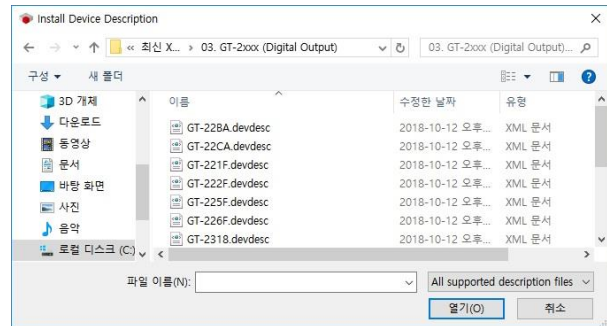 Install Device Description
« 최신 X... › 03. GT-2xxx (Digital Output)
03. GT-2xxx (Digital Output)...
구성 새 폴더
3D 개체
다운로드
동영상
문서
바탕 화면
사진
음악
로컬 디스크 (C:)
이름 수정한 날짜 유형
GT-22BA.devdesc 2018-10-12 오후... XML 문서
GT-22CA.devdesc 2018-10-12 오후... XML 문서
GT-221F.devdesc 2018-10-12 오후... XML 문서
GT-222F.devdesc 2018-10-12 오후... XML 문서
GT-225F.devdesc 2018-10-12 오후... XML 문서
GT-226F.devdesc 2018-10-12 오후... XML 문서
GT-2318.devdesc 2018-10-12 오후... XML 문서
파일 이름(N): All supported description files
열기(O) 취소